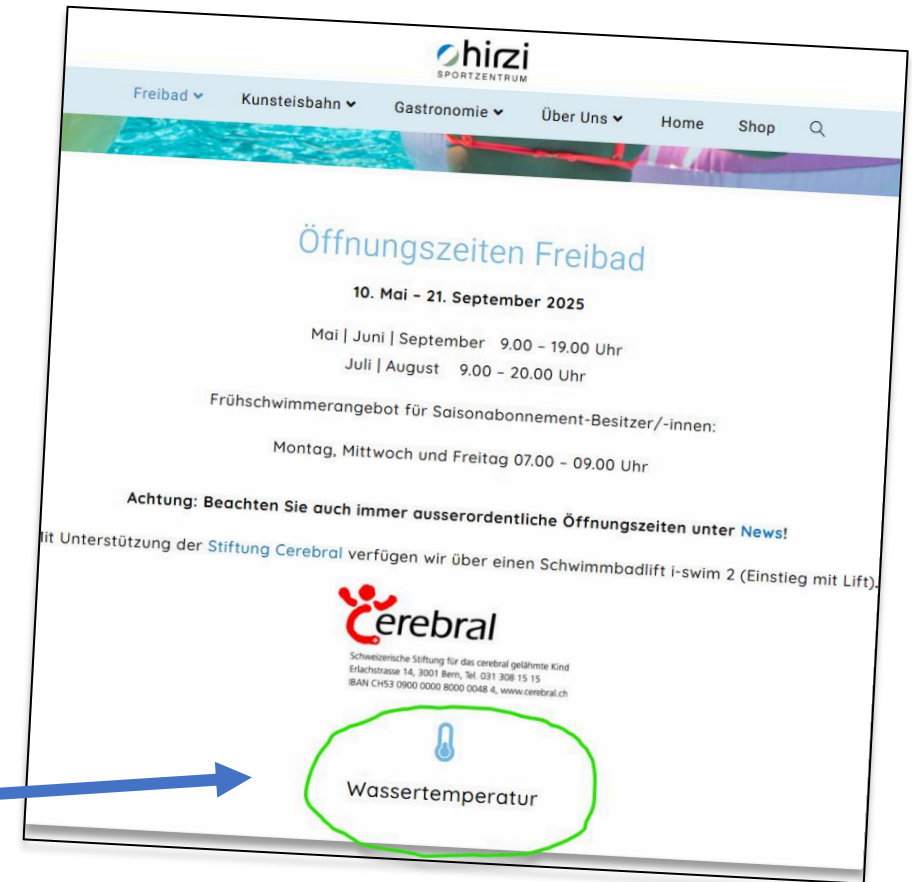 hirzi
SPORTZENTRUM
Freibad Kunsteisbahn Gastronomie Über Uns Home Shop
Öffnungszeiten Freibad
10. Mai – 21. September 2025
Mai | Juni | September 9.00 – 19.00 Uhr
Juli | August 9.00 – 20.00 Uhr
Frühschwimmerangebot für Saisonabonnement-Besitzer/-innen:
Montag, Mittwoch und Freitag 07.00 – 09.00 Uhr
Achtung: Beachten Sie auch immer ausserordentliche Öffnungszeiten unter News!
it Unterstützung der Stiftung Cerebral verfügen wir über einen Schwimmbadlift i-swim 2 (Einstieg mit Lift).
Cerebral
Schweizerische Stiftung für das cerebral gelähmte Kind
Erlachstrasse 14, 3001 Bern, Tel. 031 308 15 15
IBAN CH53 0900 0000 8000 0048 4, www.cerebral.ch
Wassertemperatur